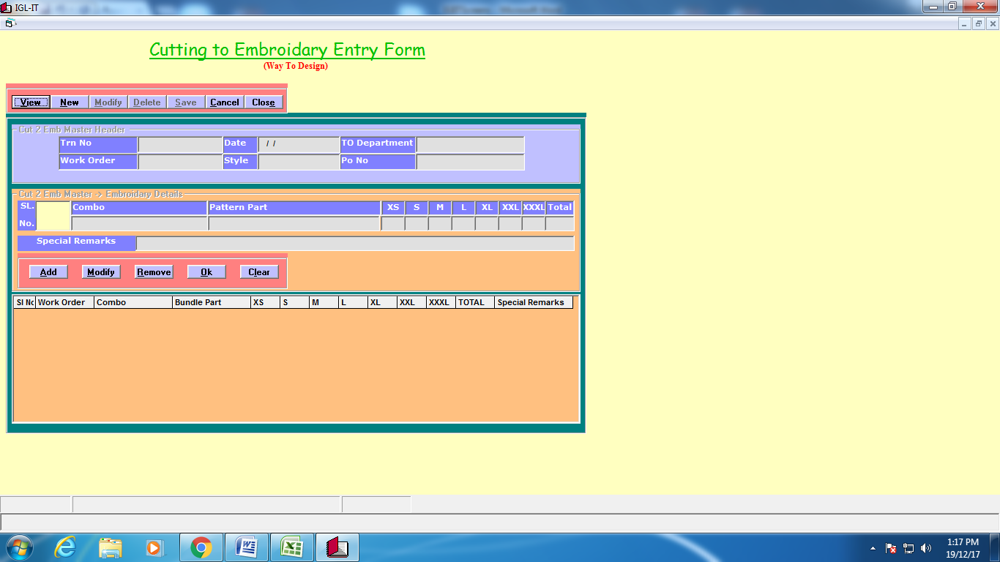 IGL-IT
Cutting to Embroidary Entry Form
(Way To Design)
View New Modify Delete Save Cancel Close
Cut 2 Emb Master Header
Trn No Date / / TO Department
Work Order Style Po No
Cut 2 Emb Master -> Embroidary Details
SL. Combo Pattern Part XS S M L XL XXL XXXL Total
No.
Special Remarks
Add Modify Remove Ok Clear
Sl No Work Order Combo Bundle Part XS S M L XL XXL XXXL TOTAL Special Remarks
1:17 PM
19/12/17